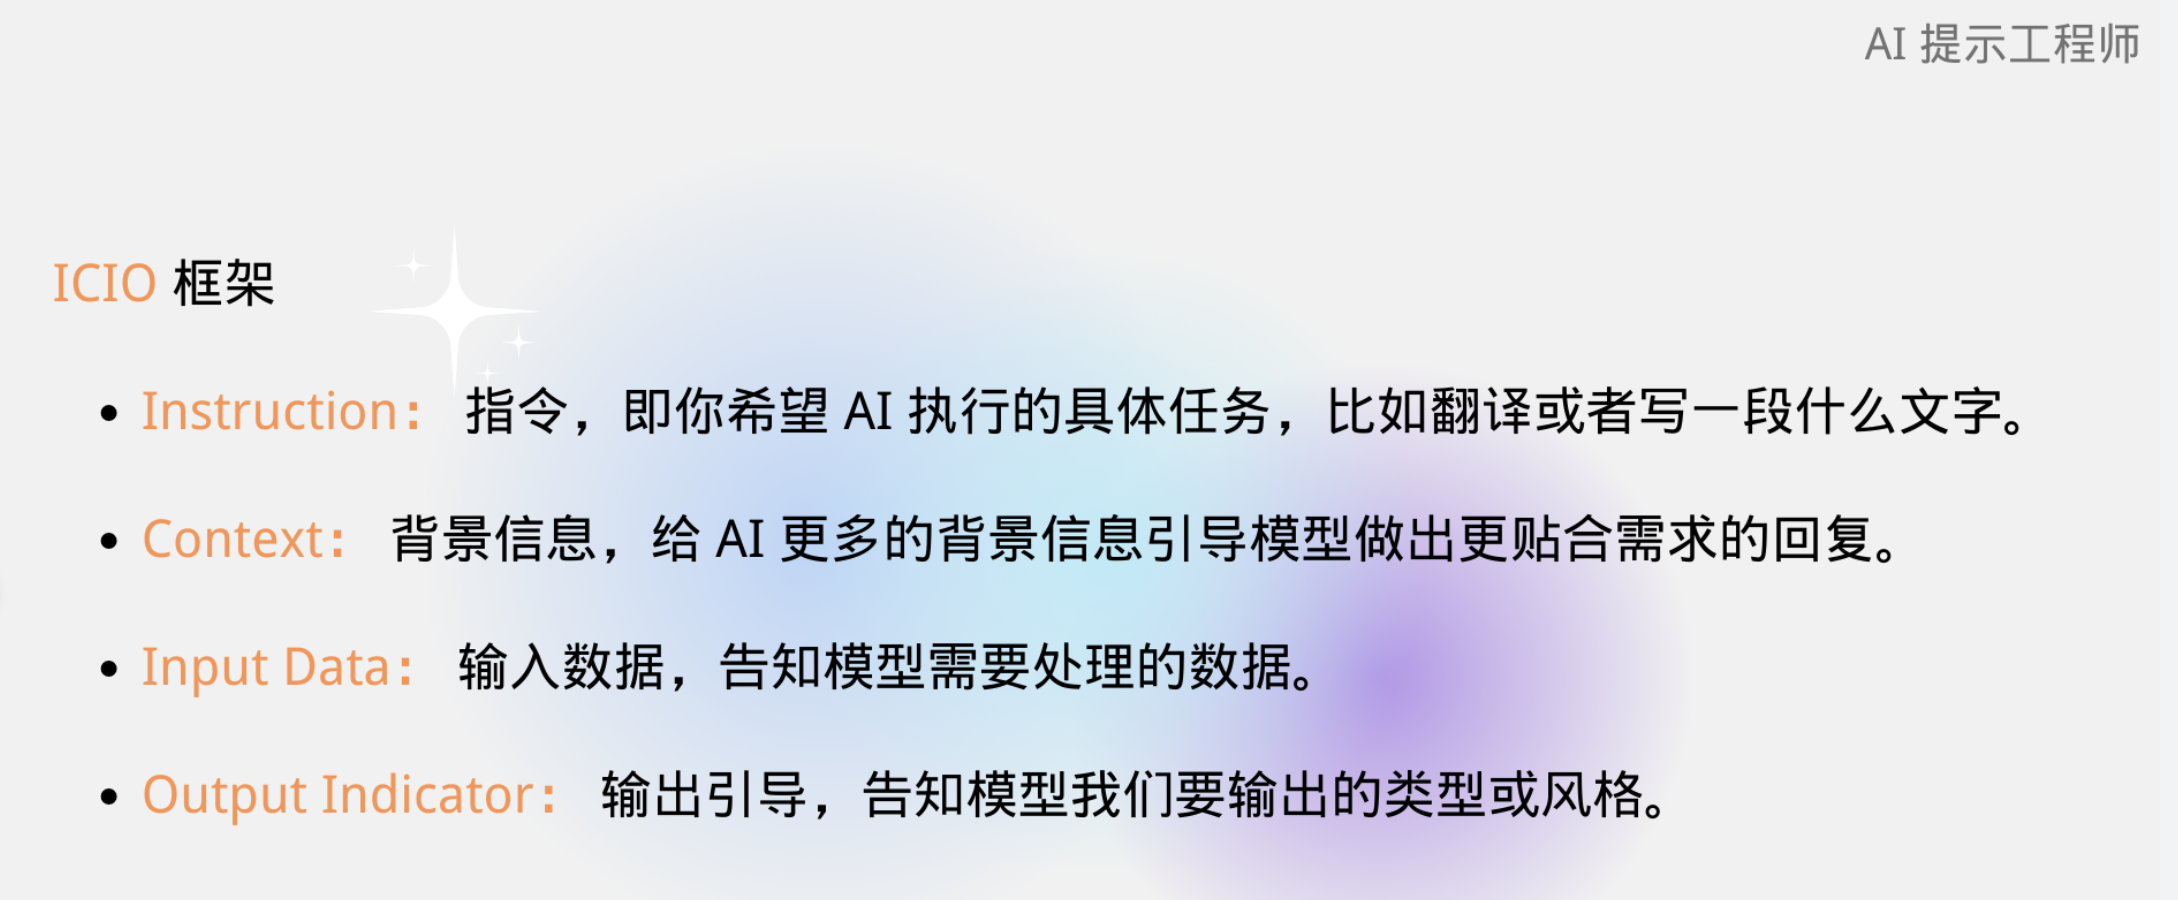 AI 提示工程师
ICIO 框架
• Instruction： 指令，即你希望 AI 执行的具体任务，比如翻译或者写一段什么文字。
• Context： 背景信息，给 AI 更多的背景信息引导模型做出更贴合需求的回复。
• Input Data： 输入数据，告知模型需要处理的数据。
• Output Indicator： 输出引导，告知模型我们要输出的类型或风格。